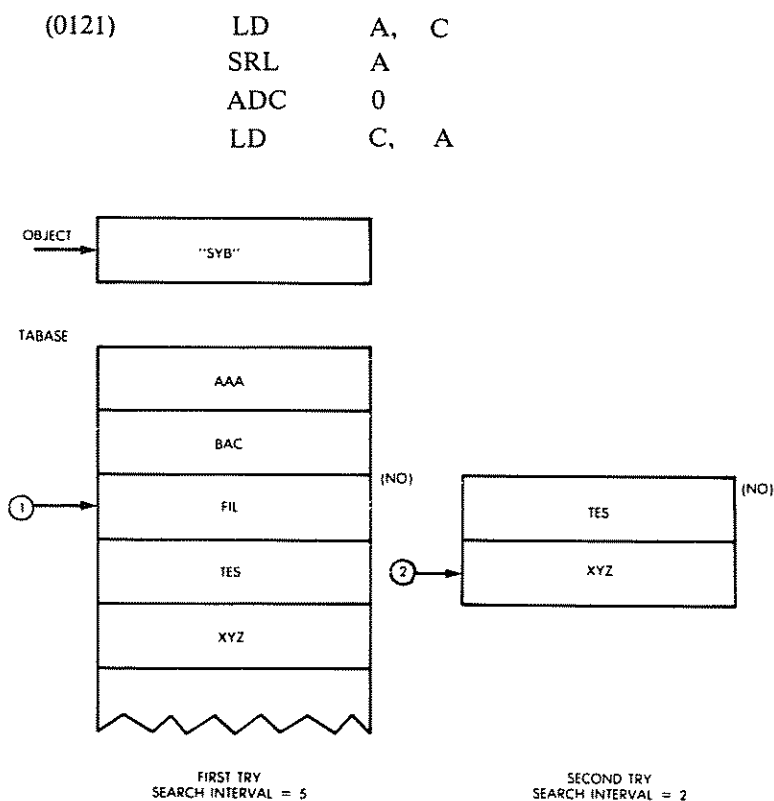 (0121) LD A, C
SRL A
ADC 0
LD C, A
OBJECT
"SYB"
TABASE
AAA
BAC
(NO)
1
FIL
TES
XYZ
(NO)
TES
2
XYZ
FIRST TRY
SEARCH INTERVAL = 5
SECOND TRY
SEARCH INTERVAL = 2